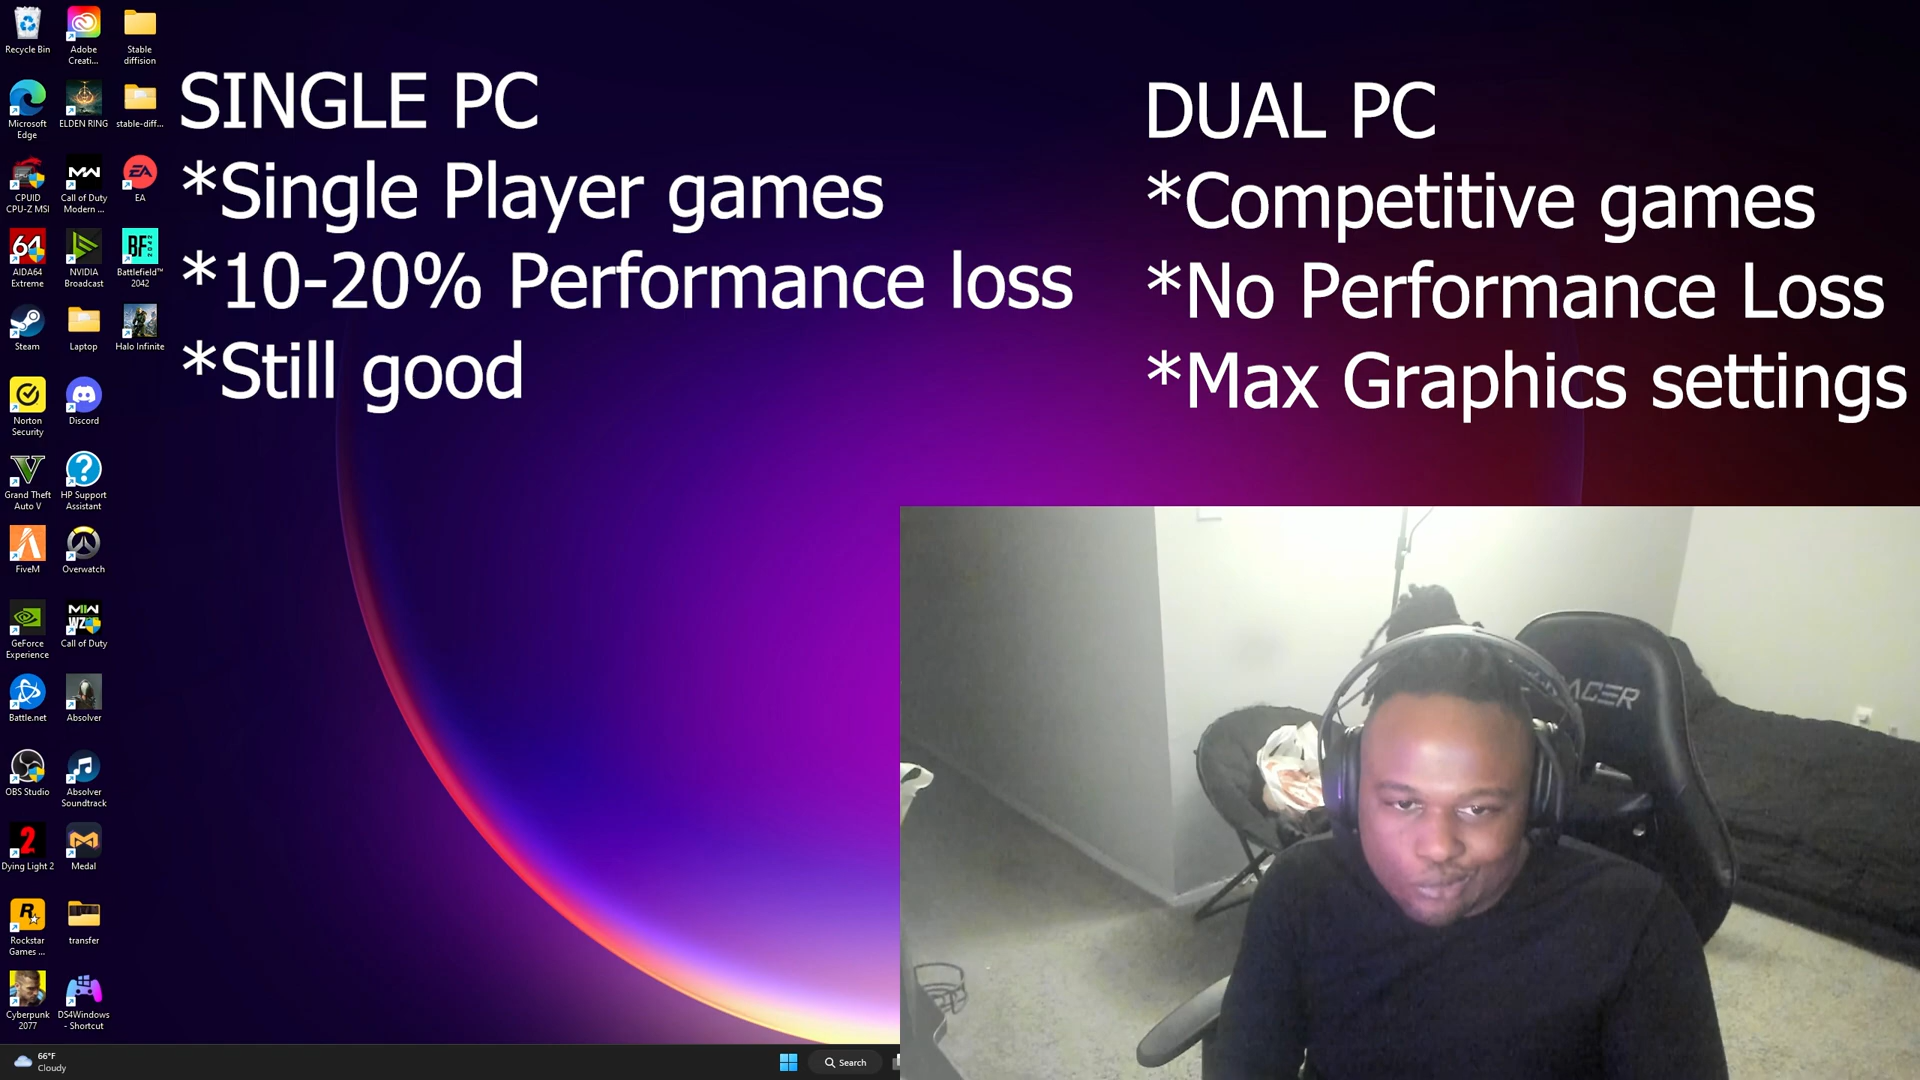 SINGLE PC
*Single Player games
*10-20% Performance loss
*Still good
DUAL PC
*Competitive games
*No Performance Loss
*Max Graphics settings
Recycle Bin
Adobe
Creati...
Stable
diffision
Microsoft
Edge
ELDEN RING
stable-diff...
CPUID
CPU-Z MSI
Call of Duty
Modern ...
EA
AIDA64
Extreme
NVIDIA
Broadcast
Battlefield™
2042
Steam
Laptop
Halo Infinite
Norton
Security
Discord
Grand Theft
Auto V
HP Support
Assistant
FiveM
Overwatch
GeForce
Experience
Call of Duty
Battle.net
Absolver
OBS Studio
Absolver
Soundtrack
Dying Light 2
Medal
Rockstar
Games ...
transfer
Cyberpunk
2077
DS4Windows
- Shortcut
66°F
Cloudy
Search